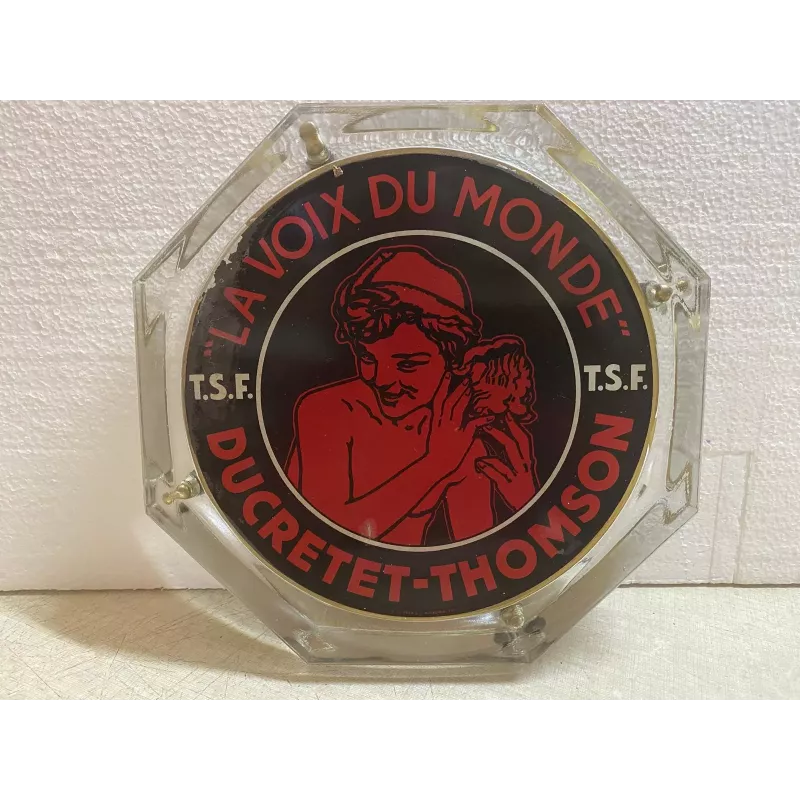 "LA VOIX DU MONDE"
T.S.F.
T.S.F.
DUCRETET-THOMSON